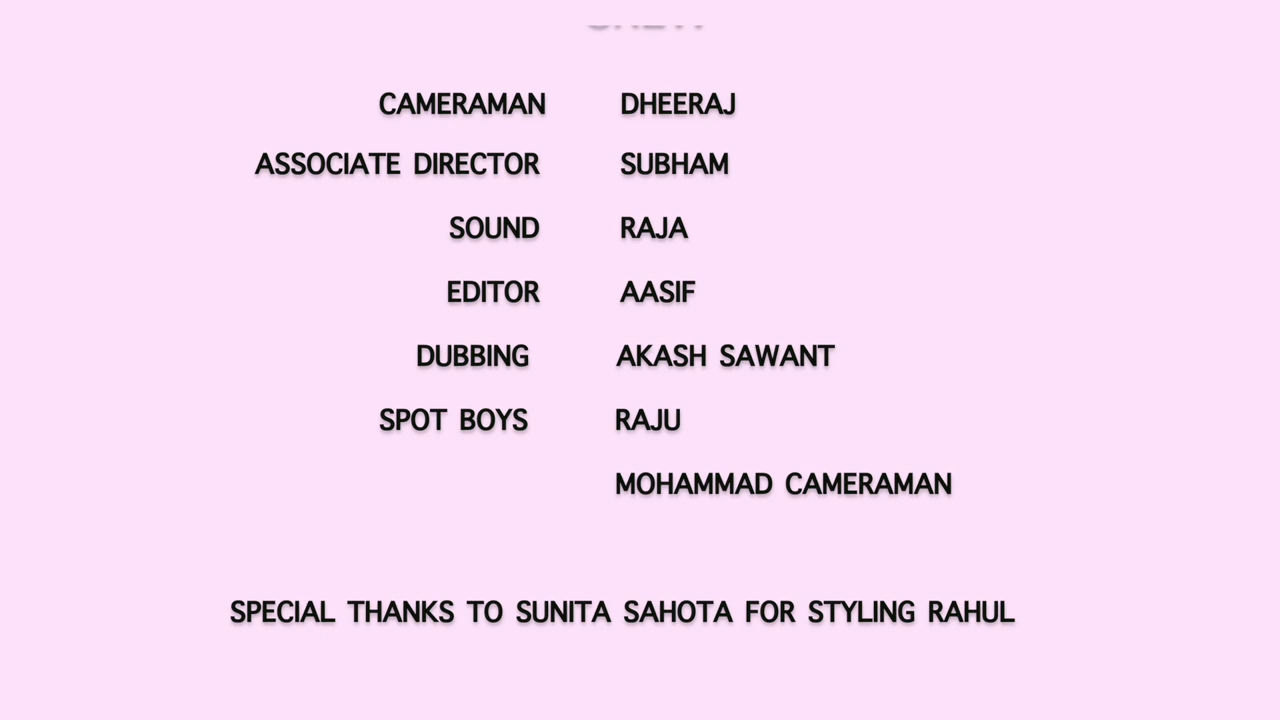 CAMERAMAN DHEERAJ
ASSOCIATE DIRECTOR SUBHAM
SOUND RAJA
EDITOR AASIF
DUBBING AKASH SAWANT
SPOT BOYS RAJU
MOHAMMAD CAMERAMAN
SPECIAL THANKS TO SUNITA SAHOTA FOR STYLING RAHUL